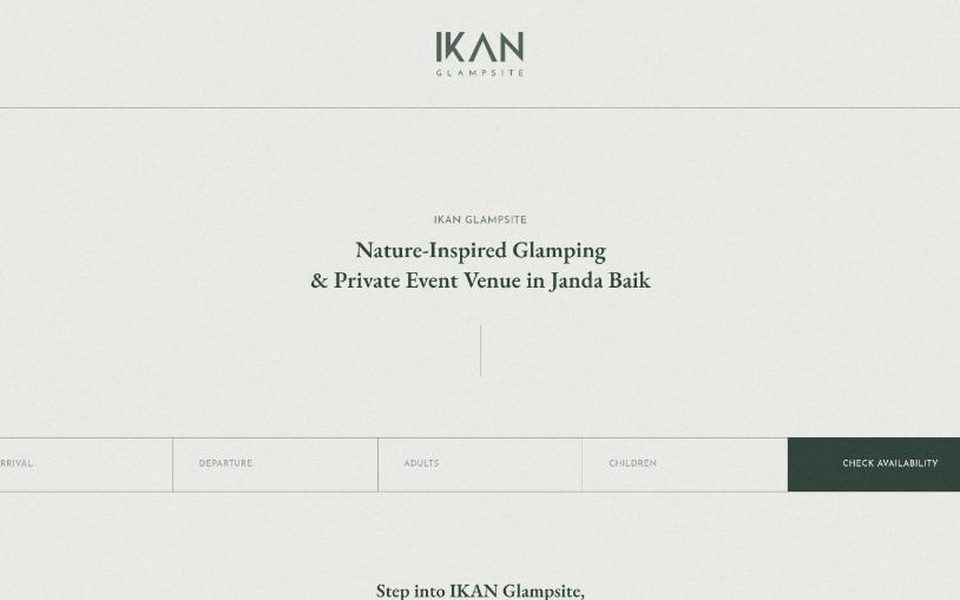 IKAN
GLAMPSITE
IKAN GLAMPSITE
Nature-Inspired Glamping
& Private Event Venue in Janda Baik
RRIVAL
DEPARTURE
ADULTS
CHILDREN
CHECK AVAILABILITY
Step into IKAN Glampsite,